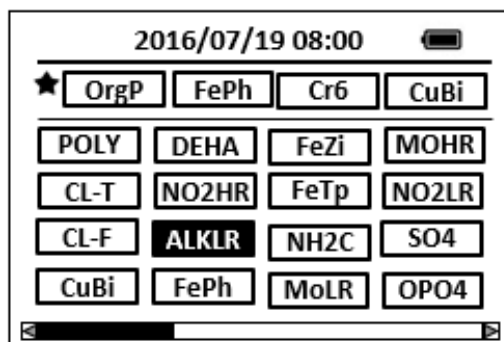 2016/07/19 08:00
OrgP FePh Cr6 CuBi
POLY DEHA FeZi MOHR
CL-T NO2HR FeTp NO2LR
CL-F ALKLR NH2C SO4
CuBi FePh MoLR OPO4